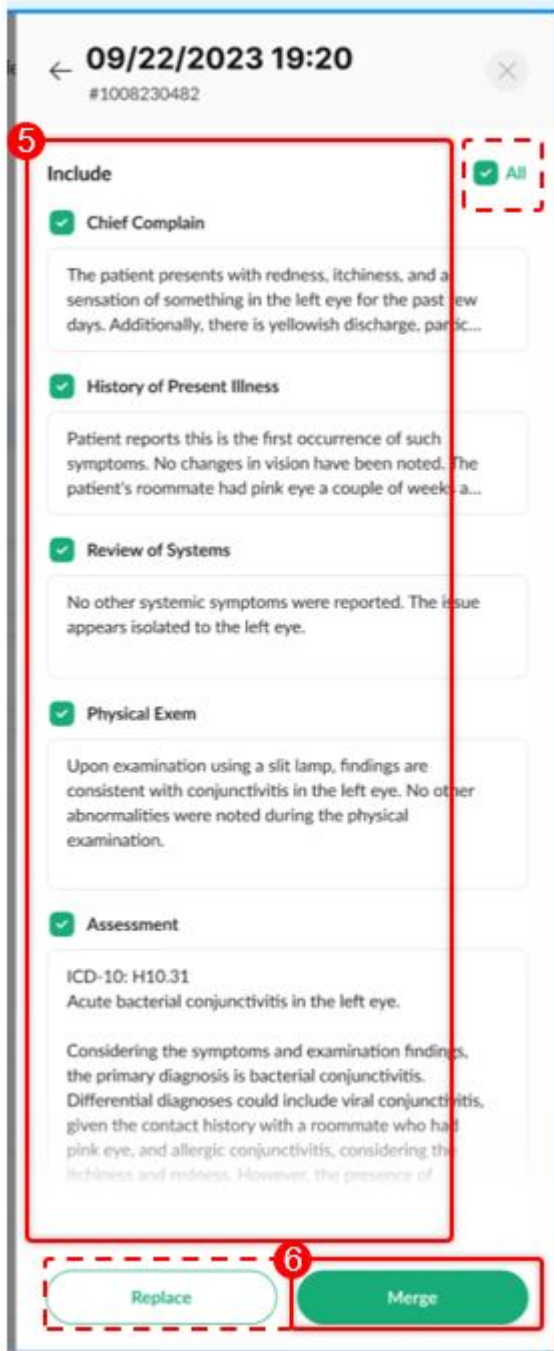 09/22/2023 19:20
#1008230482
5
Include
All
Chief Complain
The patient presents with redness, itchiness, and a
sensation of something in the left eye for the past few
days. Additionally, there is yellowish discharge, partic...
History of Present Illness
Patient reports this is the first occurrence of such
symptoms. No changes in vision have been noted. The
patient's roommate had pink eye a couple of weeks a...
Review of Systems
No other systemic symptoms were reported. The issue
appears isolated to the left eye.
Physical Exem
Upon examination using a slit lamp, findings are
consistent with conjunctivitis in the left eye. No other
abnormalities were noted during the physical
examination.
Assessment
ICD-10: H10.31
Acute bacterial conjunctivitis in the left eye.
Considering the symptoms and examination findings,
the primary diagnosis is bacterial conjunctivitis.
Differential diagnoses could include viral conjunctivitis,
given the contact history with a roommate who had
pink eye, and allergic conjunctivitis, considering the
itchiness and redness. However, the presence of
6
Replace
Merge